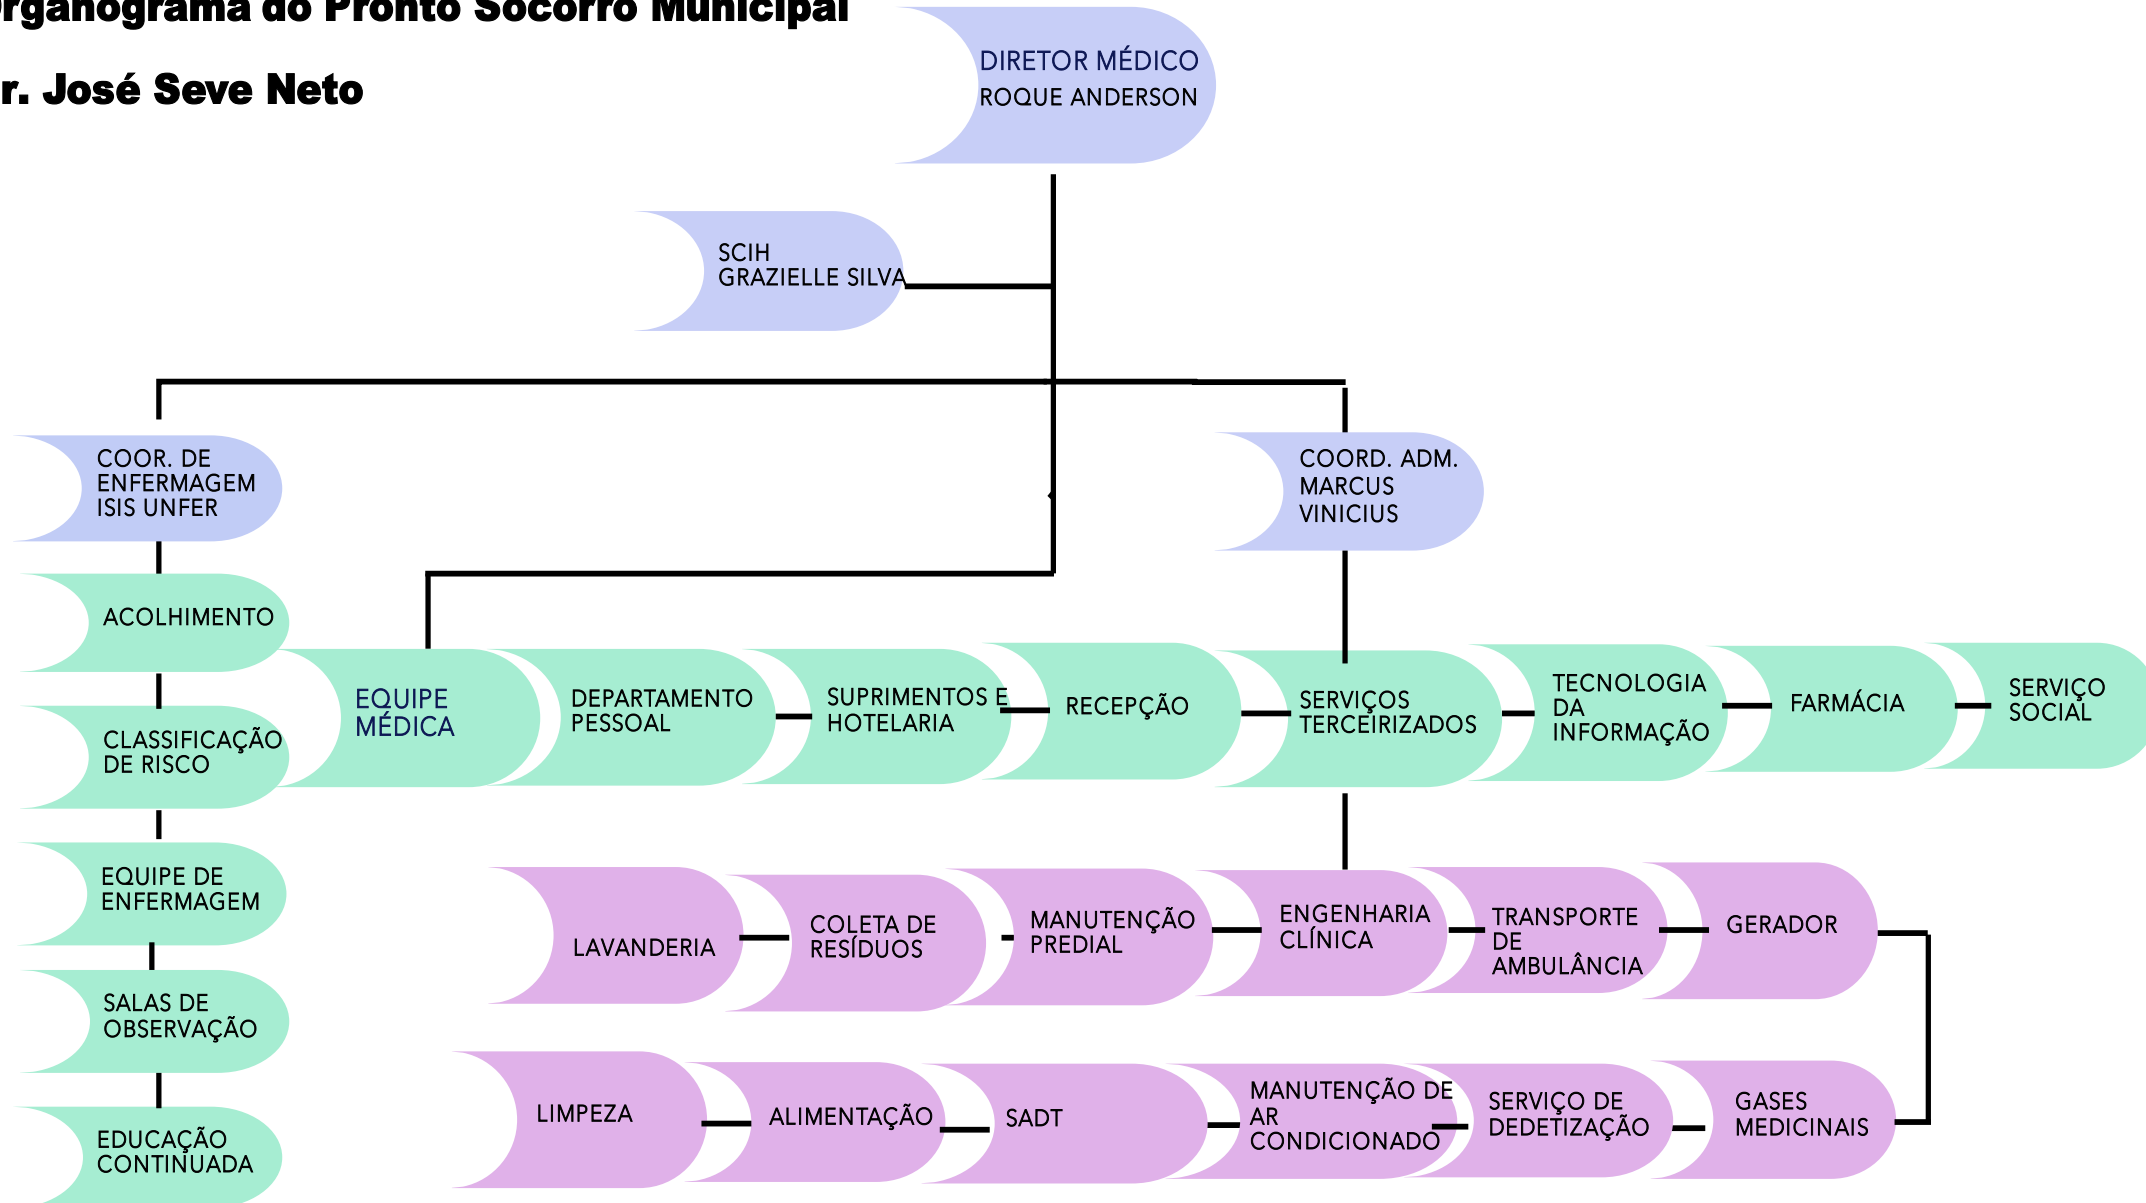 rganograma do Pronto Socorro Municipal
r. José Seve Neto
DIRETOR MÉDICO
ROQUE ANDERSON
SCIH
GRAZIELLE SILVA
COOR. DE
ENFERMAGEM
ISIS UNFER
COORD. ADM.
MARCUS
VINICIUS
ACOLHIMENTO
CLASSIFICAÇÃO
DE RISCO
EQUIPE DE
ENFERMAGEM
SALAS DE
OBSERVAÇÃO
EDUCAÇÃO
CONTINUADA
EQUIPE
MÉDICA
DEPARTAMENTO
PESSOAL
SUPRIMENTOS E
HOTELARIA
RECEPÇÃO
SERVIÇOS
TERCEIRIZADOS
TECNOLOGIA
DA
INFORMAÇÃO
FARMÁCIA
SERVIÇO
SOCIAL
LAVANDERIA
COLETA DE
RESÍDUOS
MANUTENÇÃO
PREDIAL
ENGENHARIA
CLÍNICA
TRANSPORTE
DE
AMBULÂNCIA
GERADOR
LIMPEZA
ALIMENTAÇÃO
SADT
MANUTENÇÃO DE
AR
CONDICIONADO
SERVIÇO DE
DEDETIZAÇÃO
GASES
MEDICINAIS